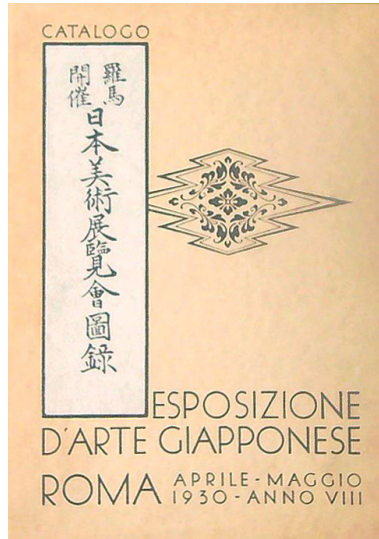 CATALOGO
羅馬
開催
日本美術展覽會圖錄
ESPOSIZIONE
D'ARTE GIAPPONESE
ROMA
APRILE - MAGGIO
1930 - ANNO VIII